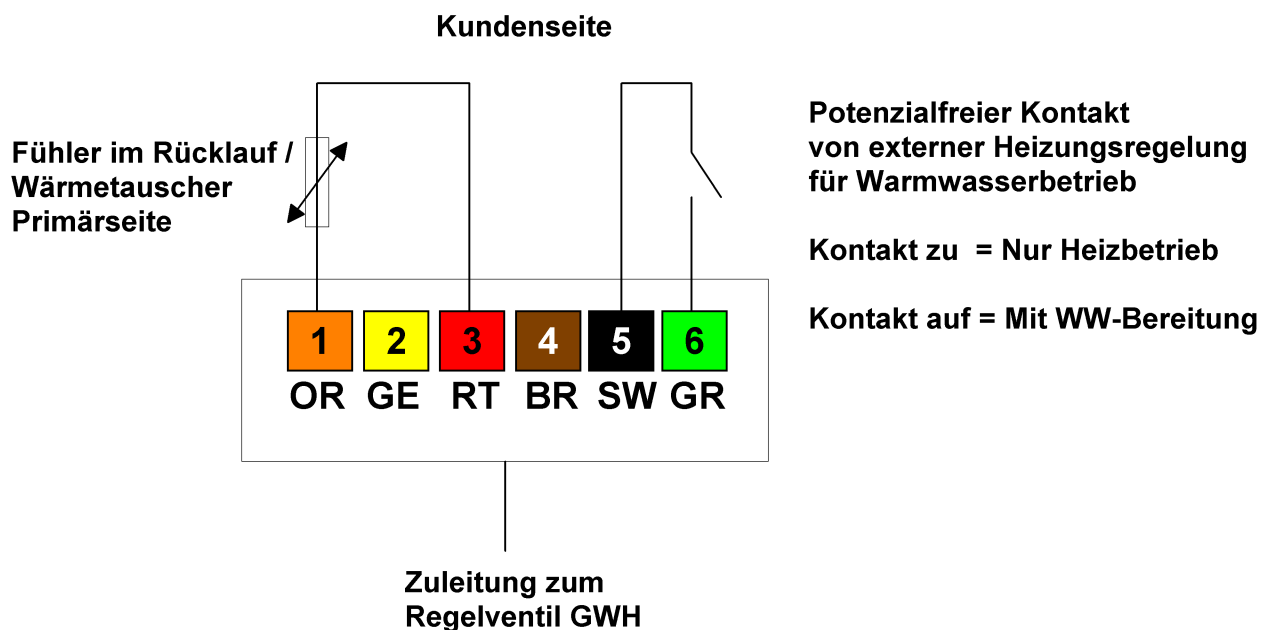 Kundenseite
Fühler im Rücklauf /
Wärmetauscher
Primärseite
Potenzialfreier Kontakt
von externer Heizungsregelung
für Warmwasserbetrieb
Kontakt zu = Nur Heizbetrieb
Kontakt auf = Mit WW-Bereitung
1 2 3 4 5 6
OR GE RT BR SW GR
Zuleitung zum
Regelventil GWH